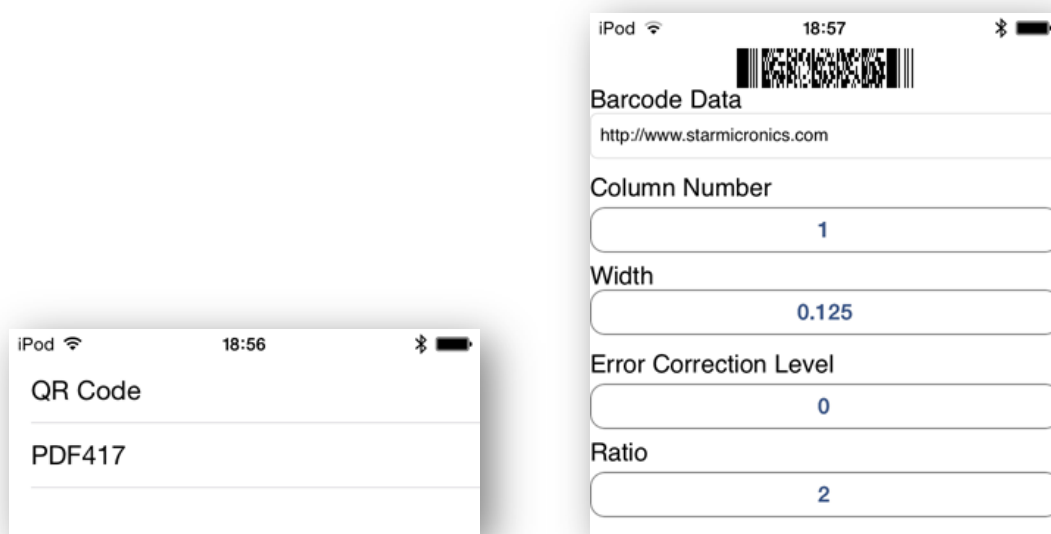 iPod 18:56
QR Code
PDF417
iPod 18:57
Barcode Data
http://www.starmicronics.com
Column Number
1
Width
0.125
Error Correction Level
0
Ratio
2